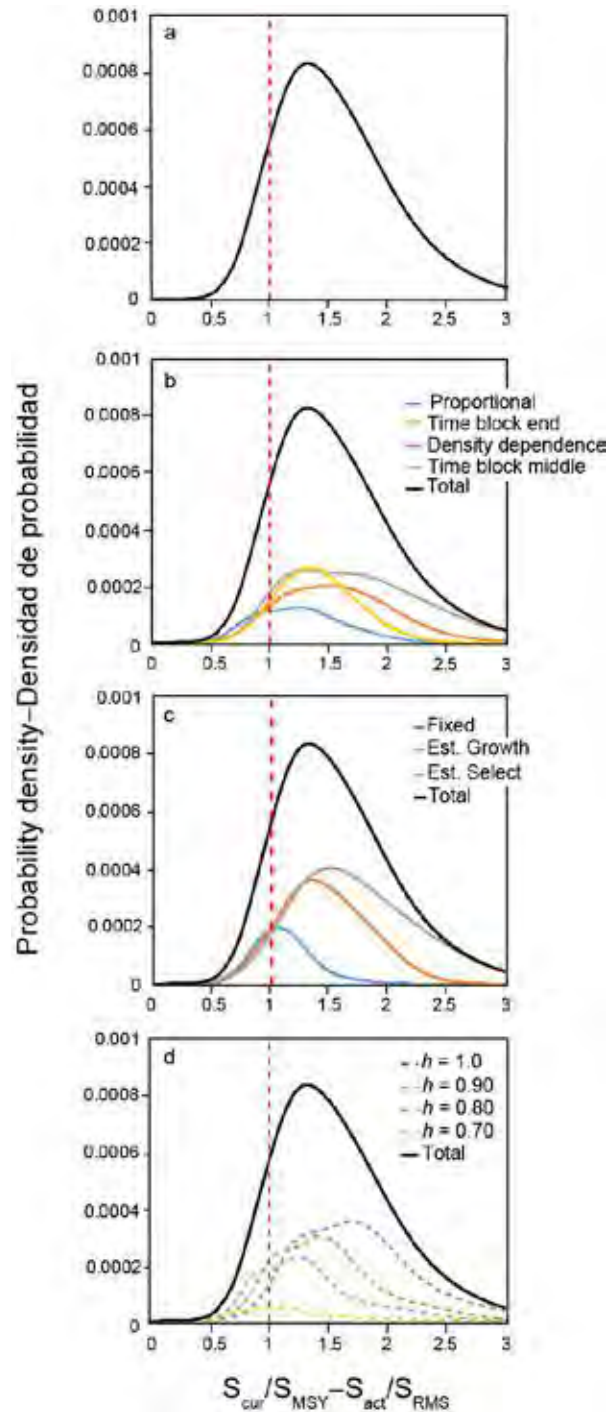 Probability density–Densidad de probabilidad
a
0.001
0.0008
0.0006
0.0004
0.0002
0
0 0.5 1 1.5 2 2.5 3
b
0.001
0.0008
0.0006
0.0004
0.0002
0
Proportional
Time block end
Density dependence
Time block middle
Total
0 0.5 1 1.5 2 2.5 3
c
0.001
0.0008
0.0006
0.0004
0.0002
0
Fixed
Est. Growth
Est. Select
Total
0 0.5 1 1.5 2 2.5 3
d
0.001
0.0008
0.0006
0.0004
0.0002
0
h = 1.0
h = 0.90
h = 0.80
h = 0.70
Total
0 0.5 1 1.5 2 2.5 3
S_cur/S_MSY–S_act/S_RMS